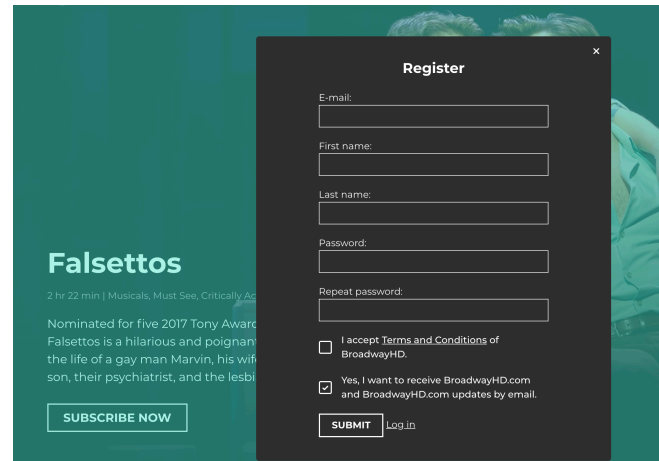 ×
Register
E-mail:
First name:
Last name:
Password:
Repeat password:
I accept Terms and Conditions of
BroadwayHD.
Yes, I want to receive BroadwayHD.com
and BroadwayHD.com updates by email.
SUBMIT Log in
Falsettos
2 hr 22 min | Musicals, Must See, Critically Ac
Nominated for five 2017 Tony Awar
Falsettos is a hilarious and poignan
the life of a gay man Marvin, his wif
son, their psychiatrist, and the lesbi
SUBSCRIBE NOW